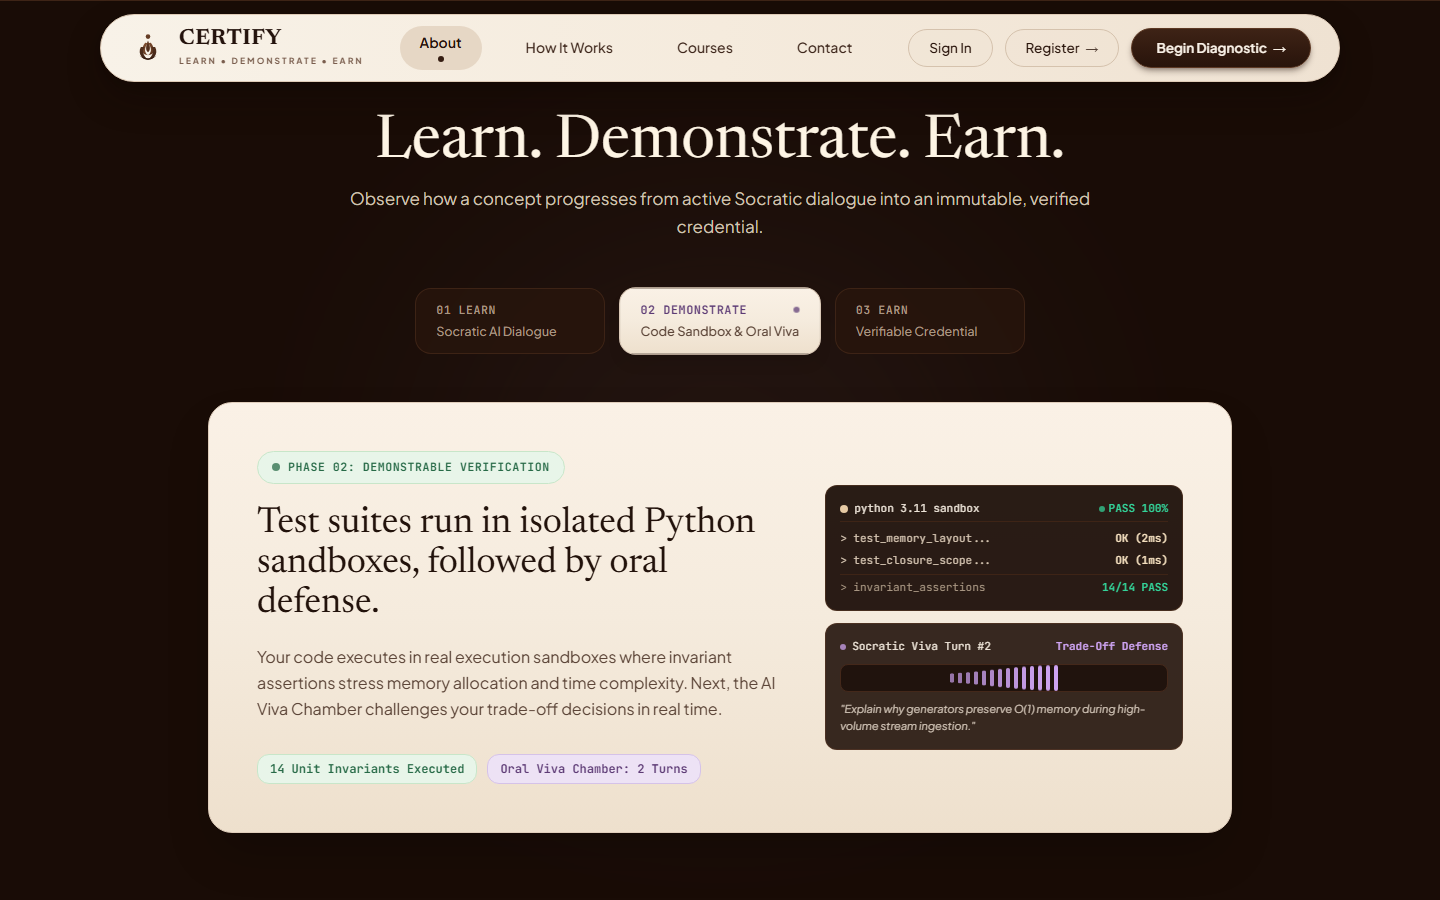 CERTIFY
LEARN • DEMONSTRATE • EARN
About
How It Works
Courses
Contact
Sign In
Register →
Begin Diagnostic →
Learn. Demonstrate. Earn.
Observe how a concept progresses from active Socratic dialogue into an immutable, verified
credential.
01 LEARN
Socratic AI Dialogue
02 DEMONSTRATE
Code Sandbox & Oral Viva
03 EARN
Verifiable Credential
PHASE 02: DEMONSTRABLE VERIFICATION
Test suites run in isolated Python
sandboxes, followed by oral
defense.
Your code executes in real execution sandboxes where invariant
assertions stress memory allocation and time complexity. Next, the AI
Viva Chamber challenges your trade-off decisions in real time.
14 Unit Invariants Executed
Oral Viva Chamber: 2 Turns
python 3.11 sandbox
PASS 100%
> test_memory_layout... OK (2ms)
> test_closure_scope... OK (1ms)
> invariant_assertions 14/14 PASS
Socratic Viva Turn #2
Trade-Off Defense
"Explain why generators preserve O(1) memory during high-
volume stream ingestion."